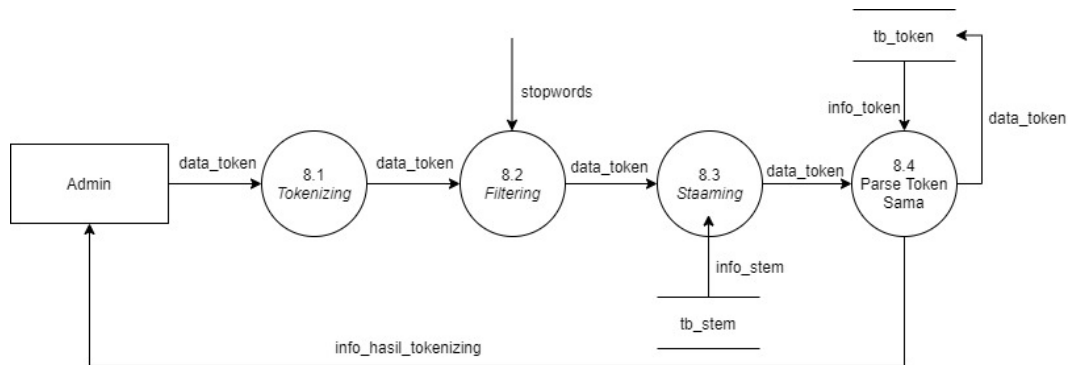 tb_token
stopwords
info_token
data_token
Admin
data_token
8.1
Tokenizing
data_token
8.2
Filtering
data_token
8.3
Staaming
data_token
8.4
Parse Token
Sama
info_stem
tb_stem
info_hasil_tokenizing